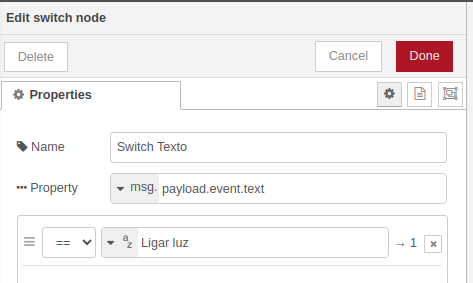 Edit switch node
Delete
Cancel
Done
Properties
Name
Switch Texto
Property
msg. payload.event.text
== a z Ligar luz → 1